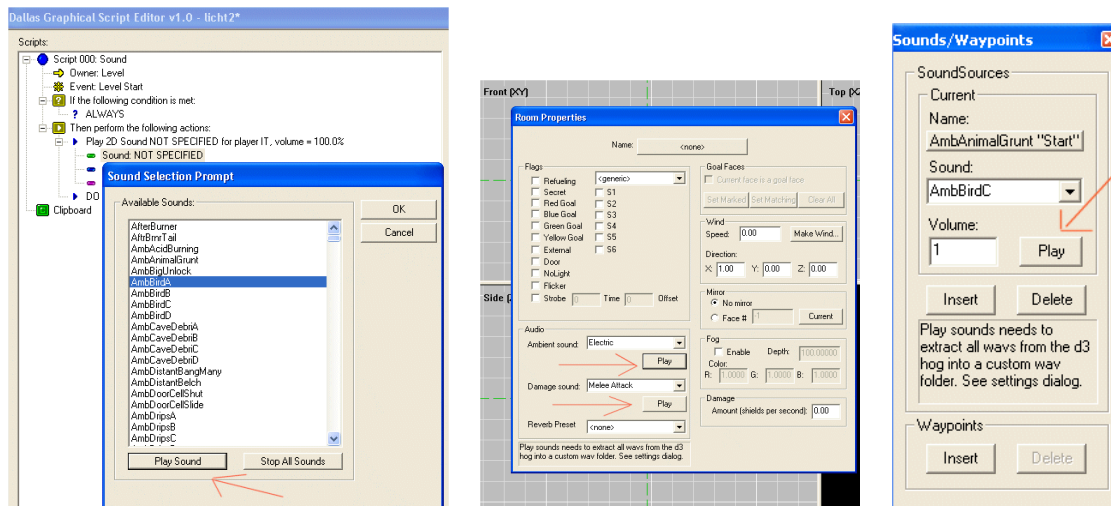 Dallas Graphical Script Editor v1.0 - licht2*
Scripts:
Script 000: Sound
Owner: Level
Event: Level Start
If the following condition is met:
? ALWAYS
Then perform the following actions:
Play 2D Sound NOT SPECIFIED for player IT, volume = 100.0%
Sound: NOT SPECIFIED
DO
Clipboard
Sound Selection Prompt
Available Sounds:
AfterBurner
AftrBrnrTail
AmbAcidBurning
AmbAnimalGrunt
AmbBigUnlock
AmbBirdA
AmbBirdB
AmbBirdC
AmbBirdD
AmbCaveDebriA
AmbCaveDebriB
AmbCaveDebriC
AmbCaveDebriD
AmbDistantBangMany
AmbDistantBelch
AmbDoorCellShut
AmbDoorCellSlide
AmbDripsA
AmbDripsB
AmbDripsC
OK
Cancel
Play Sound
Stop All Sounds
Front (XY)
Top (XZ
Side (
Room Properties
Name: <none>
Flags
Refueling
Secret
Red Goal
Blue Goal
Green Goal
Yellow Goal
External
Door
NoLight
Flicker
Strobe 0 Time 0 Offset
<generic>
S1
S2
S3
S4
S5
S6
Goal Faces
Current face is a goal face
Set Marked Set Matching Clear All
Wind
Speed: 0.00 Make Wind...
Direction:
X: 1.00 Y: 0.00 Z: 0.00
Mirror
No mirror
Face # -1 Current
Audio
Ambient sound: Electric
Play
Damage sound: Melee Attack
Play
Reverb Preset <none>
Play sounds needs to extract all wavs from the d3
hog into a custom wav folder. See settings dialog.
Fog
Enable Depth: 100.00000
Color:
R: 1.0000 G: 1.0000 B: 1.0000
Damage
Amount (shields per second): 0.00
Sounds/Waypoints
SoundSources
Current
Name:
AmbAnimalGrunt "Start"
Sound:
AmbBirdC
Volume:
1
Play
Insert
Delete
Play sounds needs to
extract all wavs from the d3
hog into a custom wav
folder. See settings dialog.
Waypoints
Insert
Delete